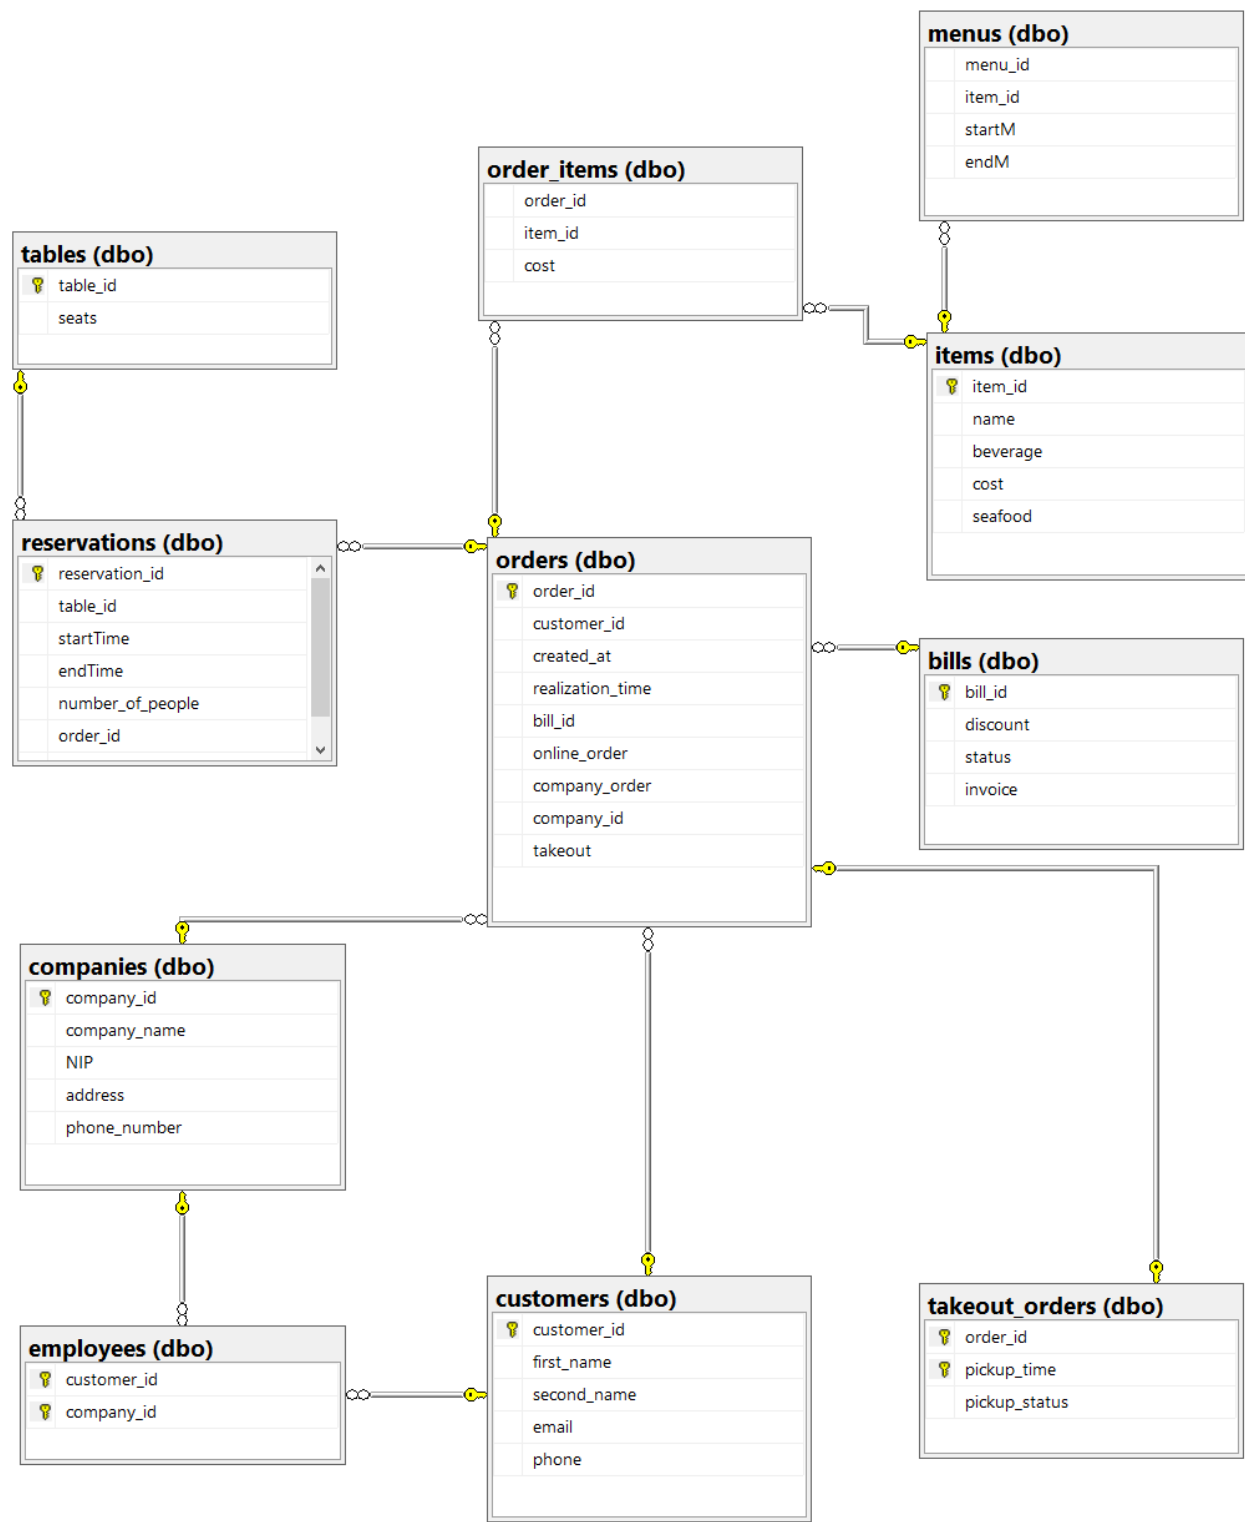 menus (dbo)
menu_id
item_id
startM
endM
order_items (dbo)
order_id
item_id
cost
tables (dbo)
table_id
seats
items (dbo)
item_id
name
beverage
cost
seafood
reservations (dbo)
reservation_id
table_id
startTime
endTime
number_of_people
order_id
orders (dbo)
order_id
customer_id
created_at
realization_time
bill_id
online_order
company_order
company_id
takeout
bills (dbo)
bill_id
discount
status
invoice
companies (dbo)
company_id
company_name
NIP
address
phone_number
customers (dbo)
customer_id
first_name
second_name
email
phone
takeout_orders (dbo)
order_id
pickup_time
pickup_status
employees (dbo)
customer_id
company_id